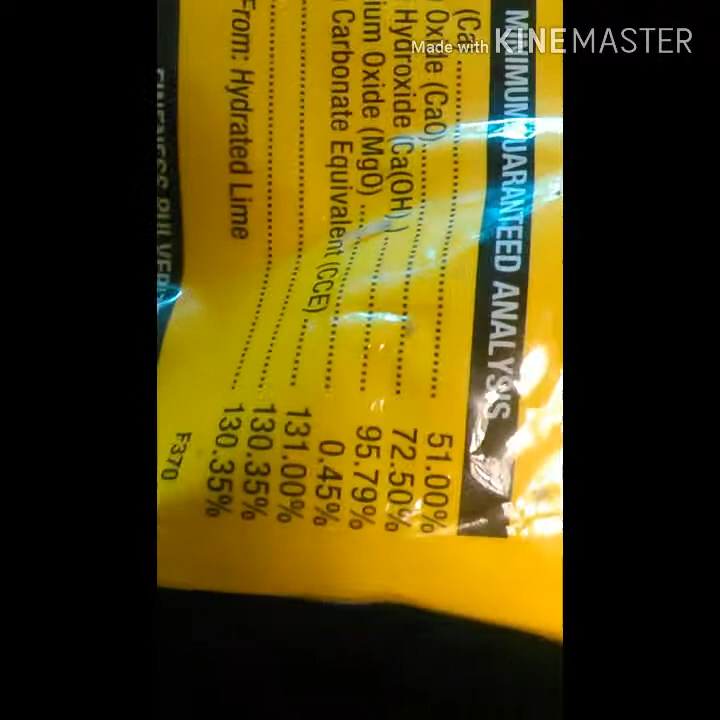 Made with KINEMASTER
MINIMUM GUARANTEED ANALYSIS
(Ca 51.00%
Oxide (CaO) 72.50%
Hydroxide (Ca(OH) ) 95.79%
ium Oxide (MgO) 0.45%
Carbonate Equivalent (CCE) 131.00%
130.35%
130.35%
From: Hydrated Lime
F370